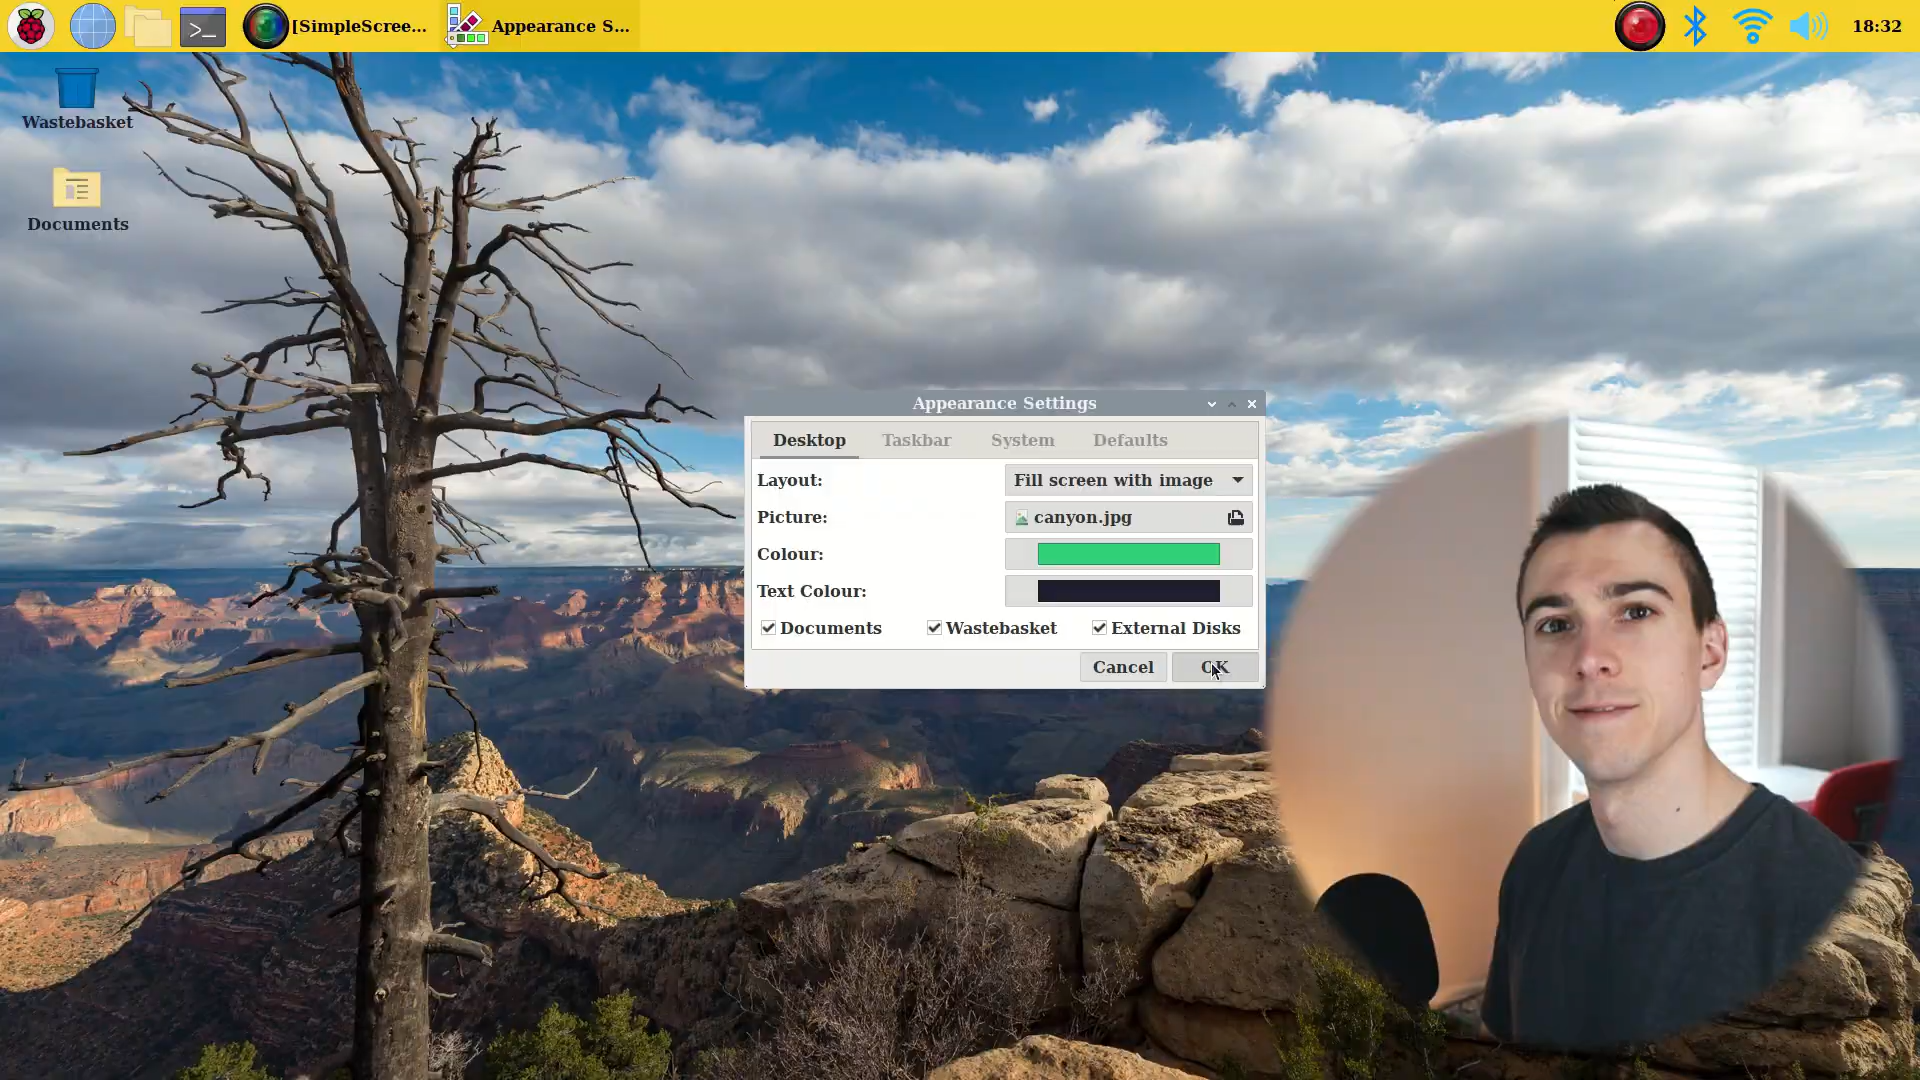 [SimpleScree...
Appearance S...
18:32
Wastebasket
Documents
Appearance Settings
Desktop Taskbar System Defaults
Layout: Fill screen with image
Picture: canyon.jpg
Colour:
Text Colour:
Documents Wastebasket External Disks
Cancel OK